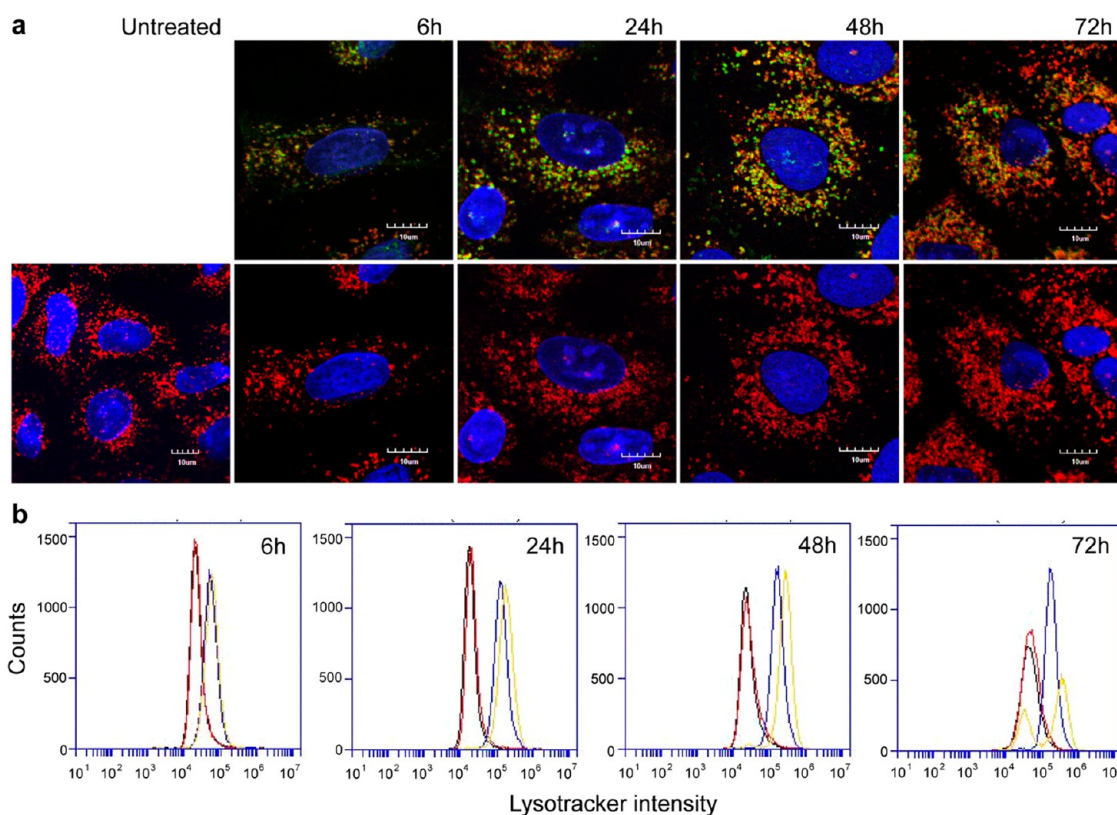 a Untreated 6h 24h 48h 72h
10um 10um 10um 10um
10um 10um 10um 10um 10um
b
6h 24h 48h 72h
1500 1500 1500 1500
1000 1000 1000 1000
500 500 500 500
0 0 0 0
Counts
10¹ 10² 10³ 10⁴ 10⁵ 10⁶ 10⁷ 10¹ 10² 10³ 10⁴ 10⁵ 10⁶ 10⁷ 10¹ 10² 10³ 10⁴ 10⁵ 10⁶ 10⁷ 10¹ 10² 10³ 10⁴ 10⁵ 10⁶ 10⁷
Lysotracker intensity